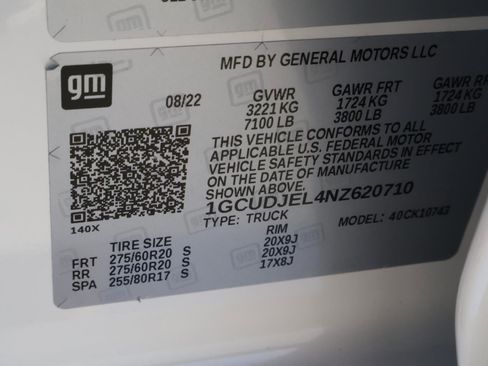 gm
MFD BY GENERAL MOTORS LLC
08/22 GVWR GAWR FRT GAWR RR
3221 KG 1724 KG 1724 KG
7100 LB 3800 LB 3800 LB
THIS VEHICLE CONFORMS TO ALL
APPLICABLE U.S. FEDERAL MOTOR
VEHICLE SAFETY STANDARDS IN EFFECT
ON THE DATE OF MANUFACTURE
SHOWN ABOVE.
1GCUDJEL4NZ620710
TYPE: TRUCK MODEL: 40CK10743
140X
TIRE SIZE RIM
FRT 275/60R20 S 20X9J
RR 275/60R20 S 20X9J
SPA 255/80R17 S 17X8J